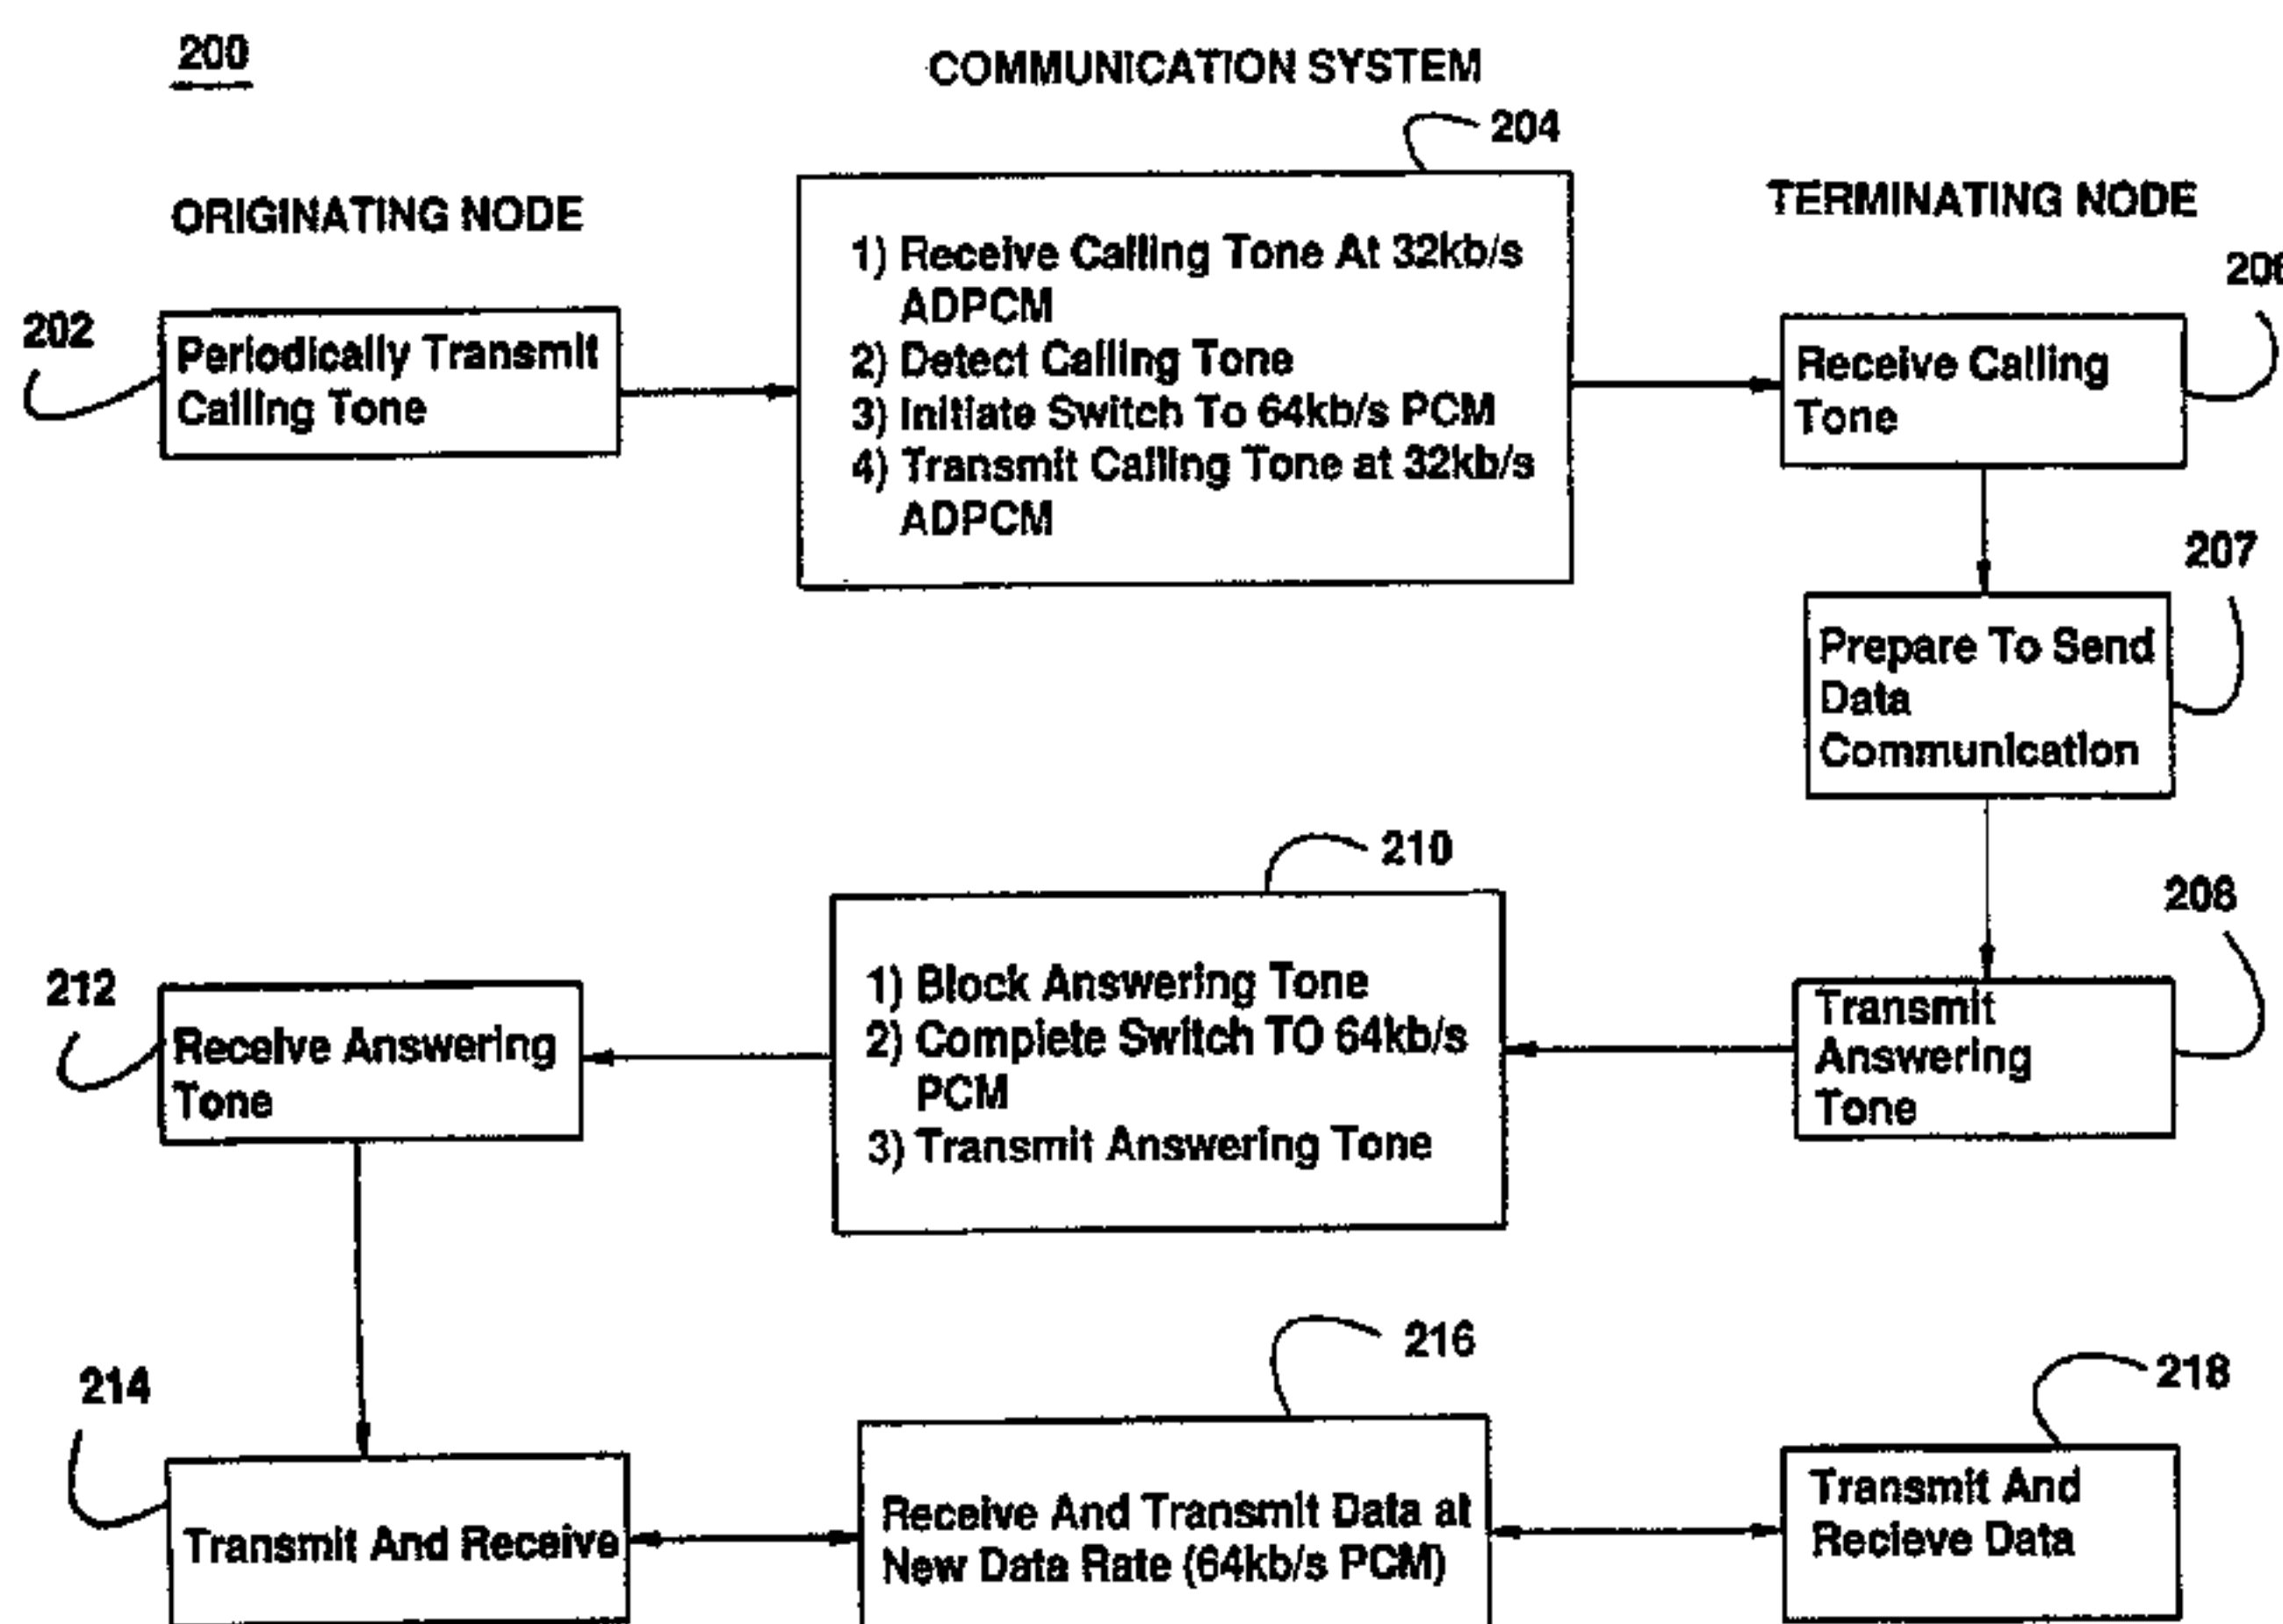 200
COMMUNICATION SYSTEM
204
ORIGINATING NODE
TERMINATING NODE
202
Periodically Transmit
Calling Tone
1) Receive Calling Tone At 32kb/s
ADPCM
2) Detect Calling Tone
3) Initiate Switch To 64kb/s PCM
4) Transmit Calling Tone at 32kb/s
ADPCM
206
Receive Calling
Tone
207
Prepare To Send
Data
Communication
208
Transmit
Answering
Tone
210
1) Block Answering Tone
2) Complete Switch TO 64kb/s
PCM
3) Transmit Answering Tone
212
Receive Answering
Tone
214
Transmit And Receive
216
Receive And Transmit Data at
New Data Rate (64kb/s PCM)
218
Transmit And
Recieve Data